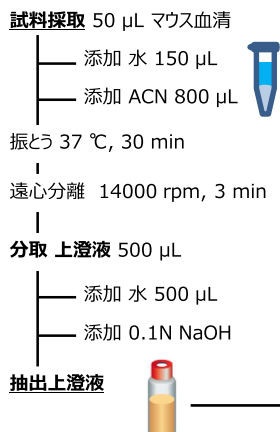 試料採取 50 µL マウス血清
添加 水 150 µL
添加 ACN 800 µL
振とう 37 ℃, 30 min
遠心分離 14000 rpm, 3 min
分取 上澄液 500 µL
添加 水 500 µL
添加 0.1N NaOH
抽出上澄液